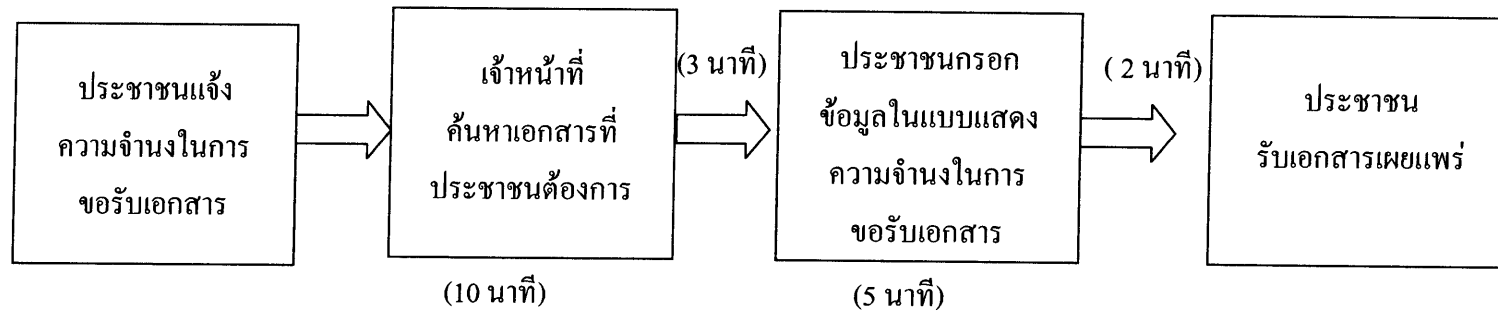 ประชาชนแจ้ง
ความจำนงในการ
ขอรับเอกสาร
เจ้าหน้าที่
ค้นหาเอกสารที่
ประชาชนต้องการ
(10 นาที)
(3 นาที)
ประชาชนกรอก
ข้อมูลในแบบแสดง
ความจำนงในการ
ขอรับเอกสาร
(5 นาที)
( 2 นาที)
ประชาชน
รับเอกสารเผยแพร่